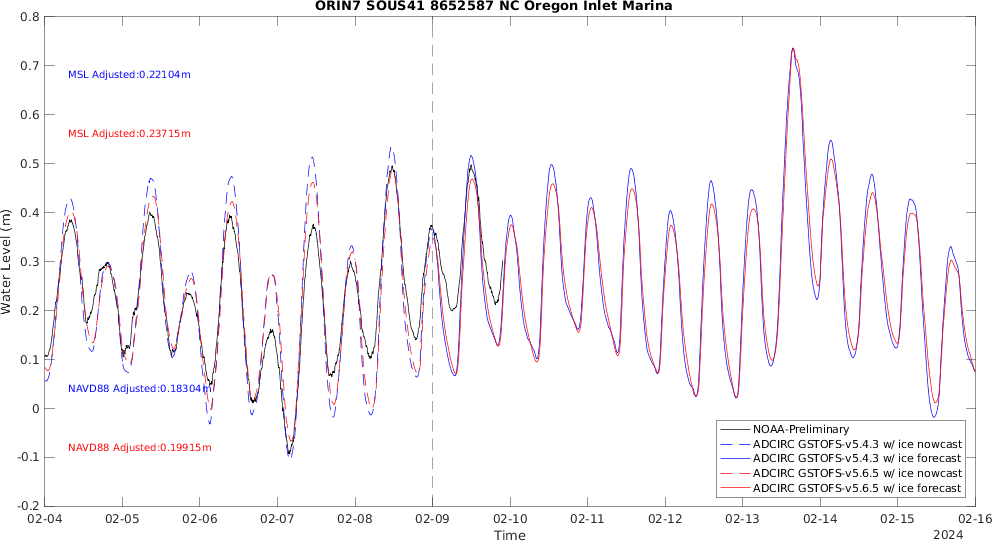 ORIN7 SOUS41 8652587 NC Oregon Inlet Marina
0.8
0.7
0.6
0.5
0.4
0.3
0.2
0.1
0
-0.1
-0.2
Water Level (m)
MSL Adjusted:0.22104m
MSL Adjusted:0.23715m
NAVD88 Adjusted:0.18304m
NAVD88 Adjusted:0.19915m
NOAA-Preliminary
ADCIRC GSTOFS-v5.4.3 w/ ice nowcast
ADCIRC GSTOFS-v5.4.3 w/ ice forecast
ADCIRC GSTOFS-v5.6.5 w/ ice nowcast
ADCIRC GSTOFS-v5.6.5 w/ ice forecast
02-04 02-05 02-06 02-07 02-08 02-09 02-10 02-11 02-12 02-13 02-14 02-15 02-16
Time
2024